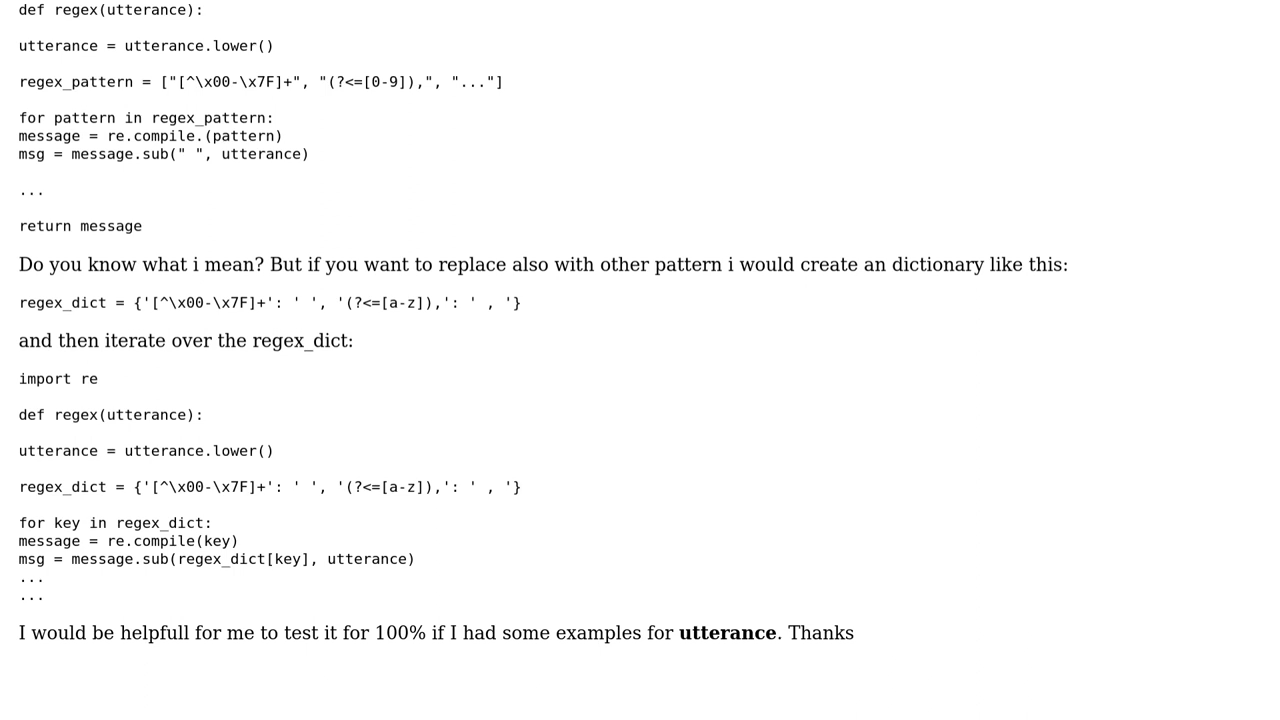 def regex(utterance):
utterance = utterance.lower()
regex_pattern = ["[^\x00-\x7F]+", "(?<=[0-9]),", "..."]
for pattern in regex_pattern:
message = re.compile.(pattern)
msg = message.sub(" ", utterance)
...
return message
Do you know what i mean? But if you want to replace also with other pattern i would create an dictionary like this:
regex_dict = {'[^\x00-\x7F]+': ' ', '(?<=[a-z]),': ' , '}
and then iterate over the regex_dict:
import re
def regex(utterance):
utterance = utterance.lower()
regex_dict = {'[^\x00-\x7F]+': ' ', '(?<=[a-z]),': ' , '}
for key in regex_dict:
message = re.compile(key)
msg = message.sub(regex_dict[key], utterance)
...
...
I would be helpfull for me to test it for 100% if I had some examples for utterance. Thanks